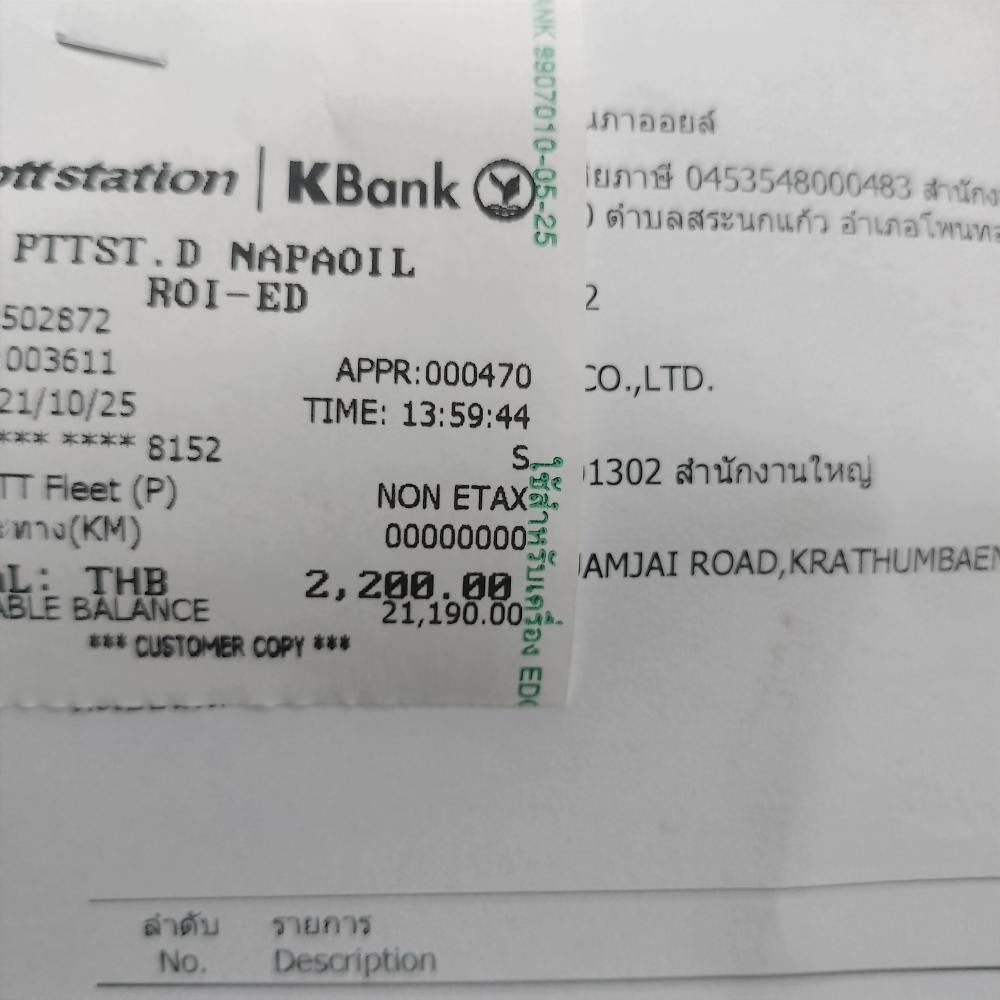 pttstation | KBank
PTTST.D NAPAOIL
ROI-ED
502872
003611 APPR:000470
21/10/25 TIME: 13:59:44
*** **** 8152
S
TT Fleet (P) NON ETAX
ะทาง(KM) 00000000
AL: THB 2,200.00
ABLE BALANCE 21,190.00
*** CUSTOMER COPY ***
ANK 9907010-05-25
ใช้สำหรับเครื่อง EDC
นภาออยล์
ียภาษี 0453548000483 สำนักง
) ตำบลสระนกแก้ว อำเภอโพนท
2
CO.,LTD.
1302 สำนักงานใหญ่
JAMJAI ROAD,KRATHUMBAEN
ลำดับ รายการ
No. Description